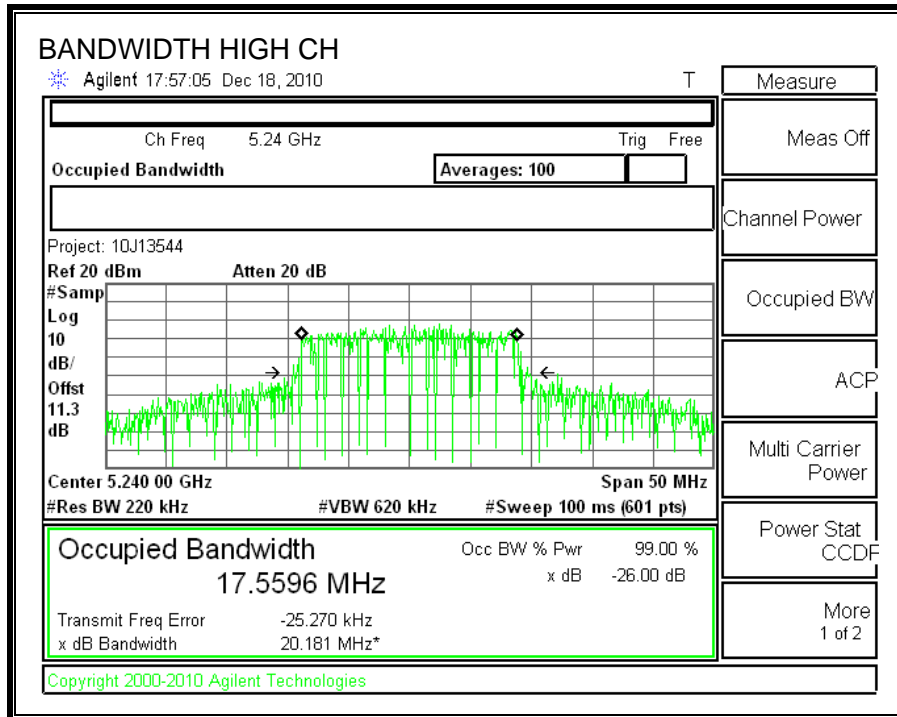 BANDWIDTH HIGH CH
Agilent 17:57:05 Dec 18, 2010 T
Measure
Ch Freq 5.24 GHz Trig Free
Meas Off
Occupied Bandwidth Averages: 100
Channel Power
Project: 10J13544
Ref 20 dBm Atten 20 dB
#Samp
Log
10
dB/
Offst
11.3
dB
Occupied BW
ACP
Multi Carrier
Power
Center 5.240 00 GHz Span 50 MHz
#Res BW 220 kHz #VBW 620 kHz #Sweep 100 ms (601 pts)
Power Stat
CCDF
Occupied Bandwidth Occ BW % Pwr 99.00 %
17.5596 MHz x dB -26.00 dB
Transmit Freq Error -25.270 kHz
x dB Bandwidth 20.181 MHz*
More
1 of 2
Copyright 2000-2010 Agilent Technologies